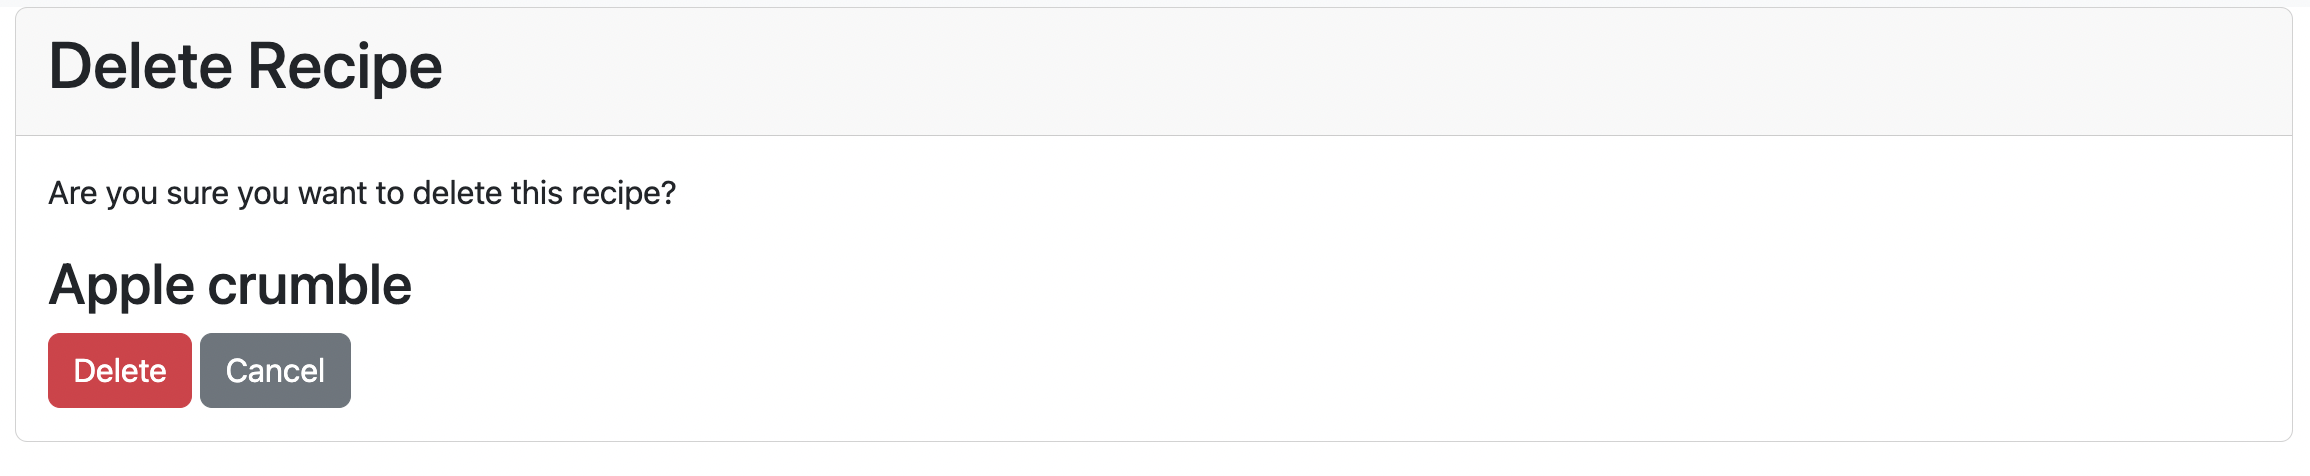 Delete Recipe
Are you sure you want to delete this recipe?
Apple crumble
Delete Cancel